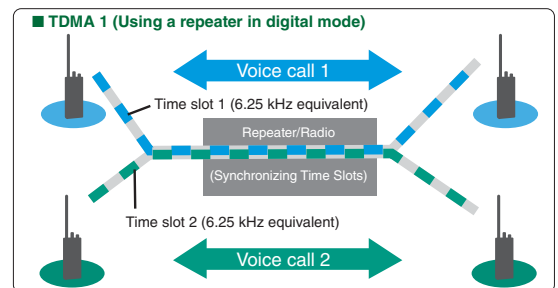 ■ TDMA 1 (Using a repeater in digital mode)
Voice call 1
Time slot 1 (6.25 kHz equivalent)
Repeater/Radio
(Synchronizing Time Slots)
Time slot 2 (6.25 kHz equivalent)
Voice call 2